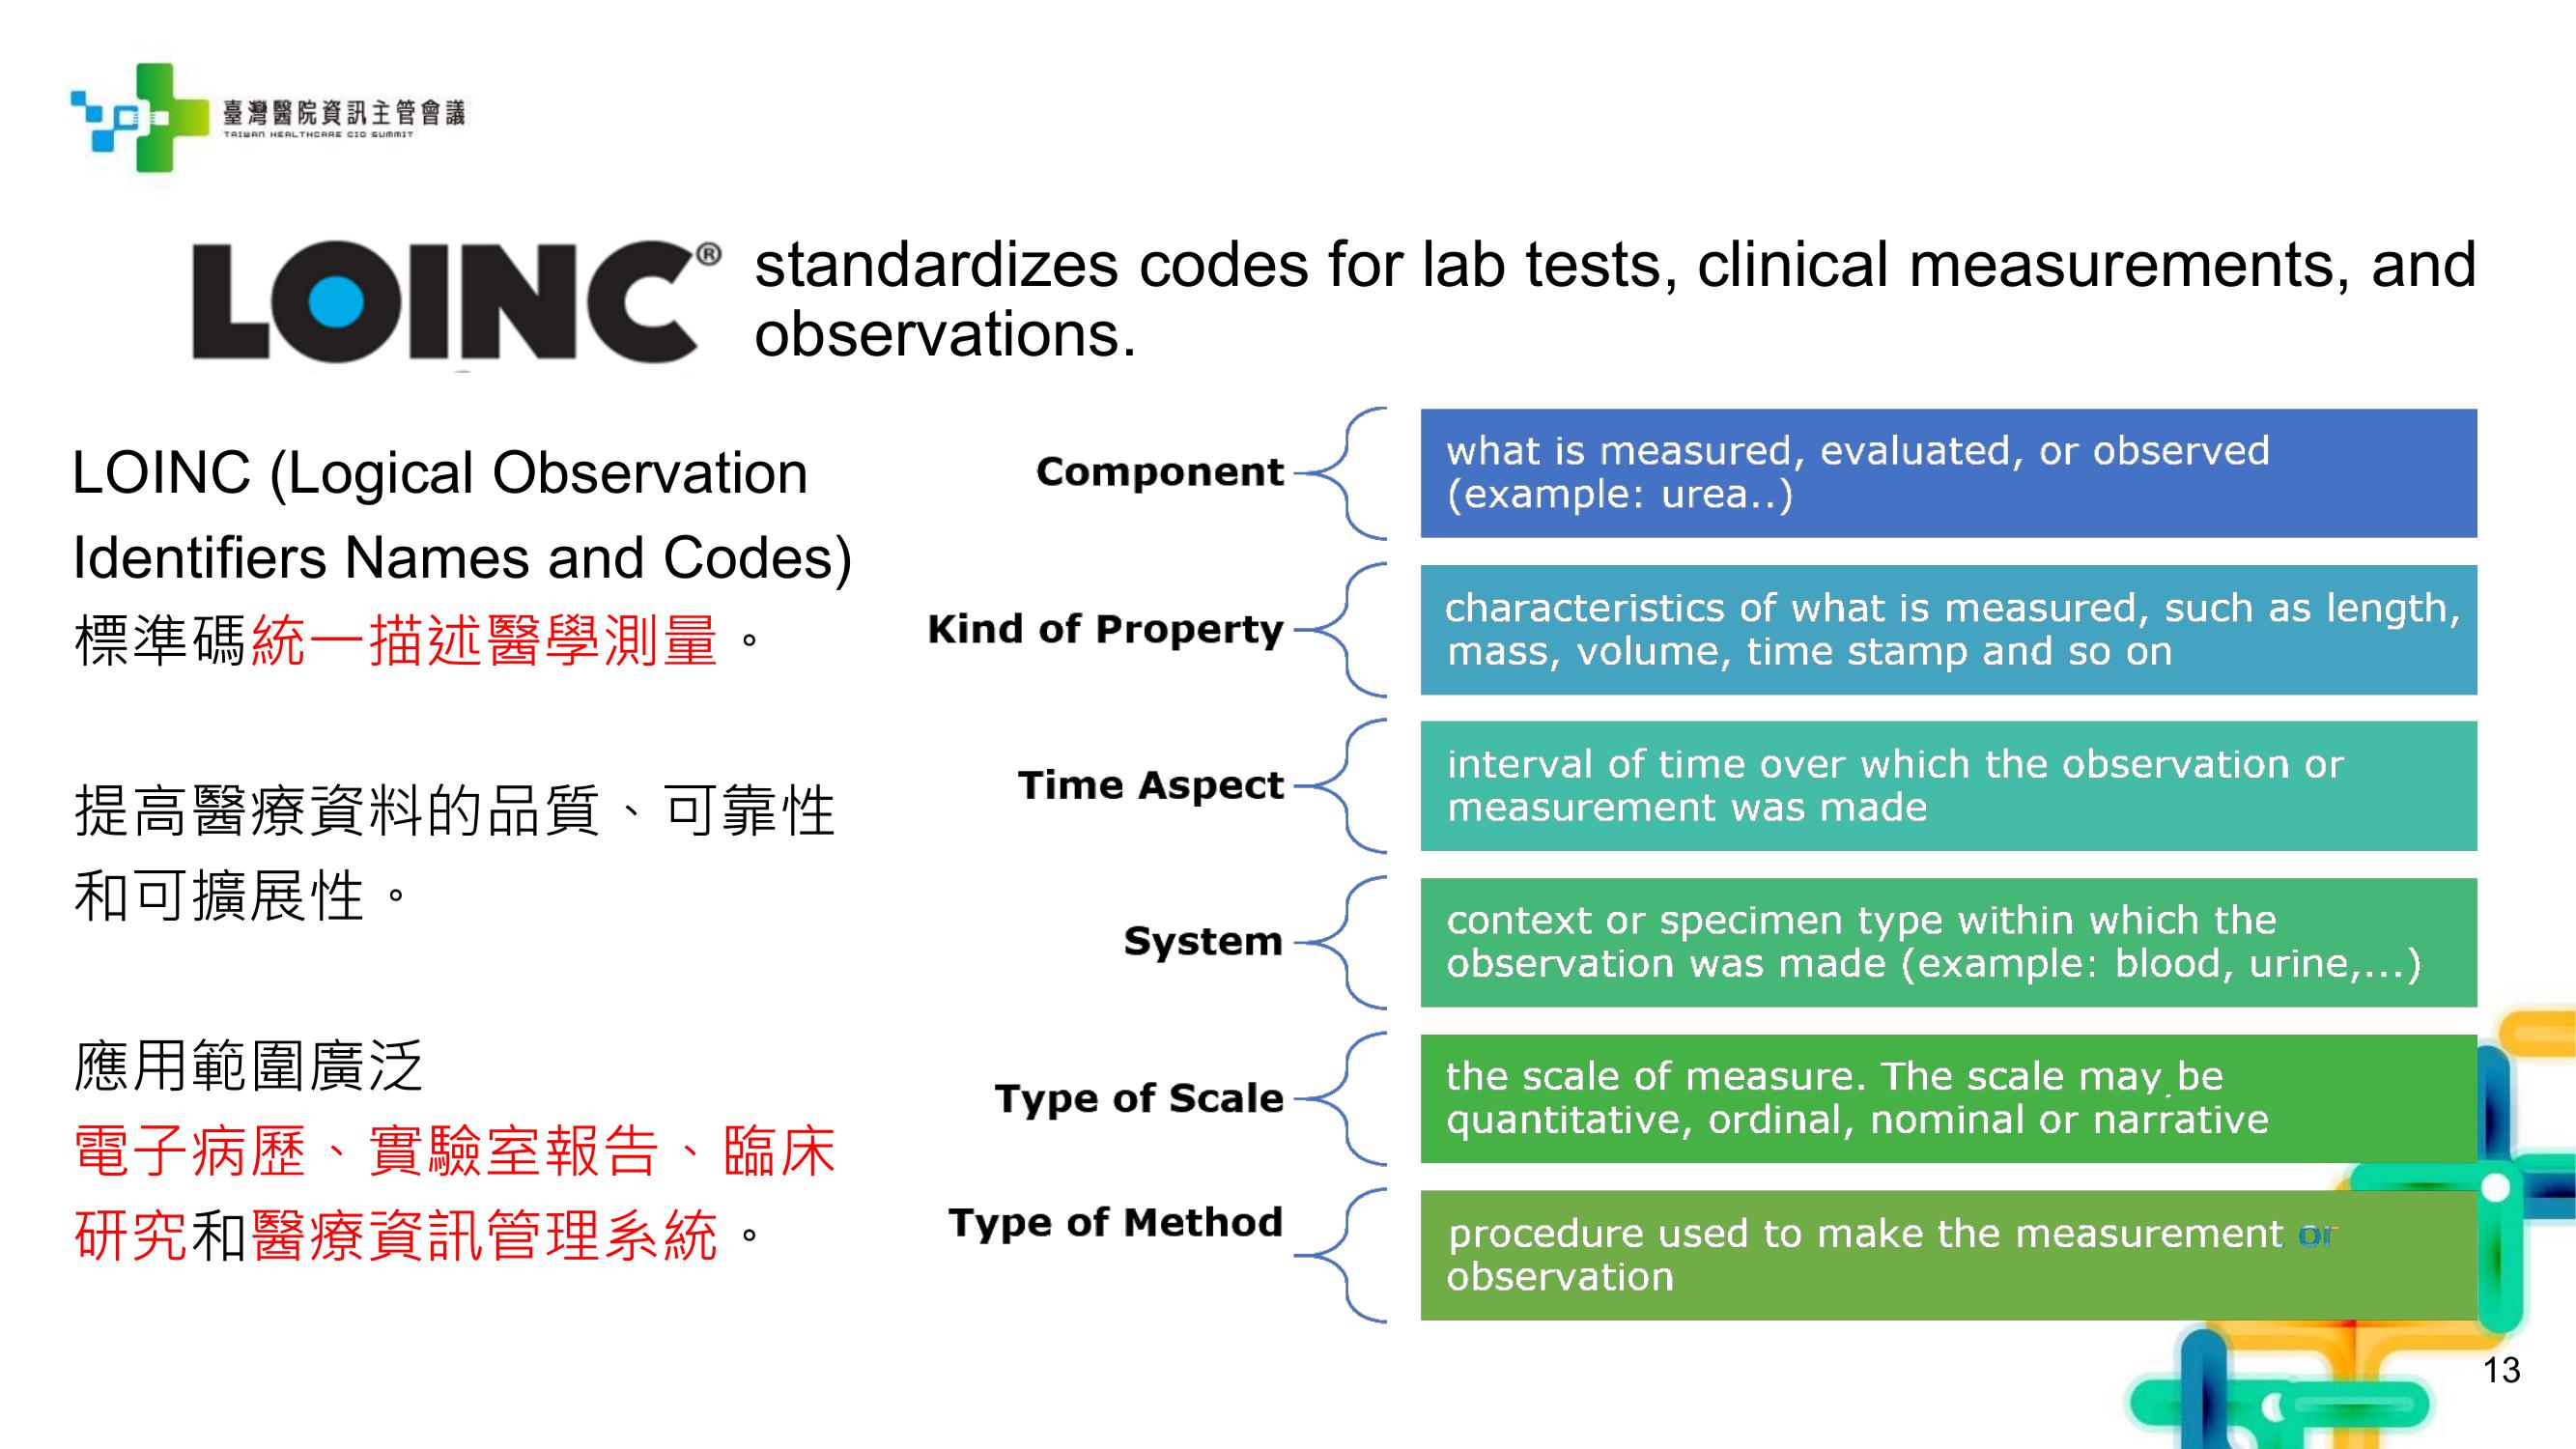 臺灣醫院資訊主管會議
TAIWAN HEALTHCARE CIO SUMMIT
LOINC® standardizes codes for lab tests, clinical measurements, and
observations.
LOINC (Logical Observation
Identifiers Names and Codes)
標準碼統一描述醫學測量。
提高醫療資料的品質、可靠性
和可擴展性。
應用範圍廣泛
電子病歷、實驗室報告、臨床
研究和醫療資訊管理系統。
Component
what is measured, evaluated, or observed
(example: urea..)
Kind of Property
characteristics of what is measured, such as length,
mass, volume, time stamp and so on
Time Aspect
interval of time over which the observation or
measurement was made
System
context or specimen type within which the
observation was made (example: blood, urine,...)
Type of Scale
the scale of measure. The scale may be
quantitative, ordinal, nominal or narrative
Type of Method
procedure used to make the measurement or
observation
13